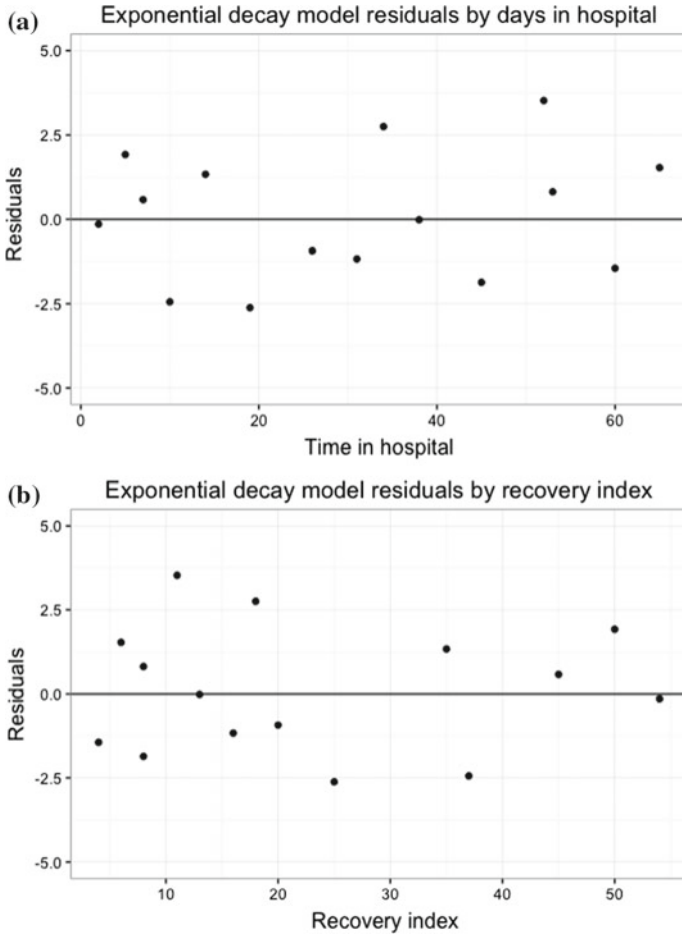 (a) Exponential decay model residuals by days in hospital
5.0
2.5
0.0
-2.5
-5.0
Residuals
0 20 40 60
Time in hospital
(b) Exponential decay model residuals by recovery index
5.0
2.5
0.0
-2.5
-5.0
Residuals
10 20 30 40 50
Recovery index